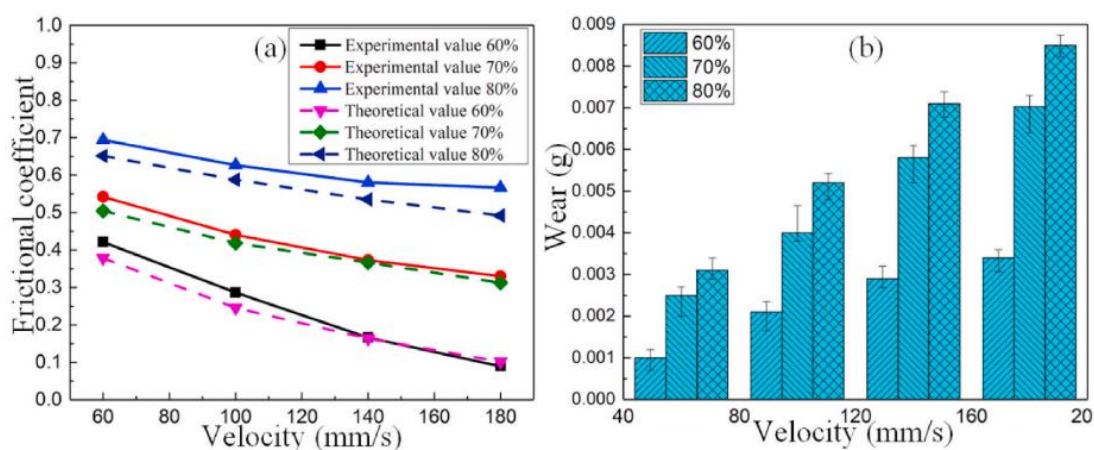 (a)
Frictional coefficient
1.0
0.9
0.8
0.7
0.6
0.5
0.4
0.3
0.2
0.1
0.0
Experimental value 60%
Experimental value 70%
Experimental value 80%
Theoretical value 60%
Theoretical value 70%
Theoretical value 80%
60 80 100 120 140 160 180
Velocity (mm/s)
(b)
Wear (g)
0.009
0.008
0.007
0.006
0.005
0.004
0.003
0.002
0.001
0.000
60%
70%
80%
40 80 120 160 20
Velocity (mm/s)